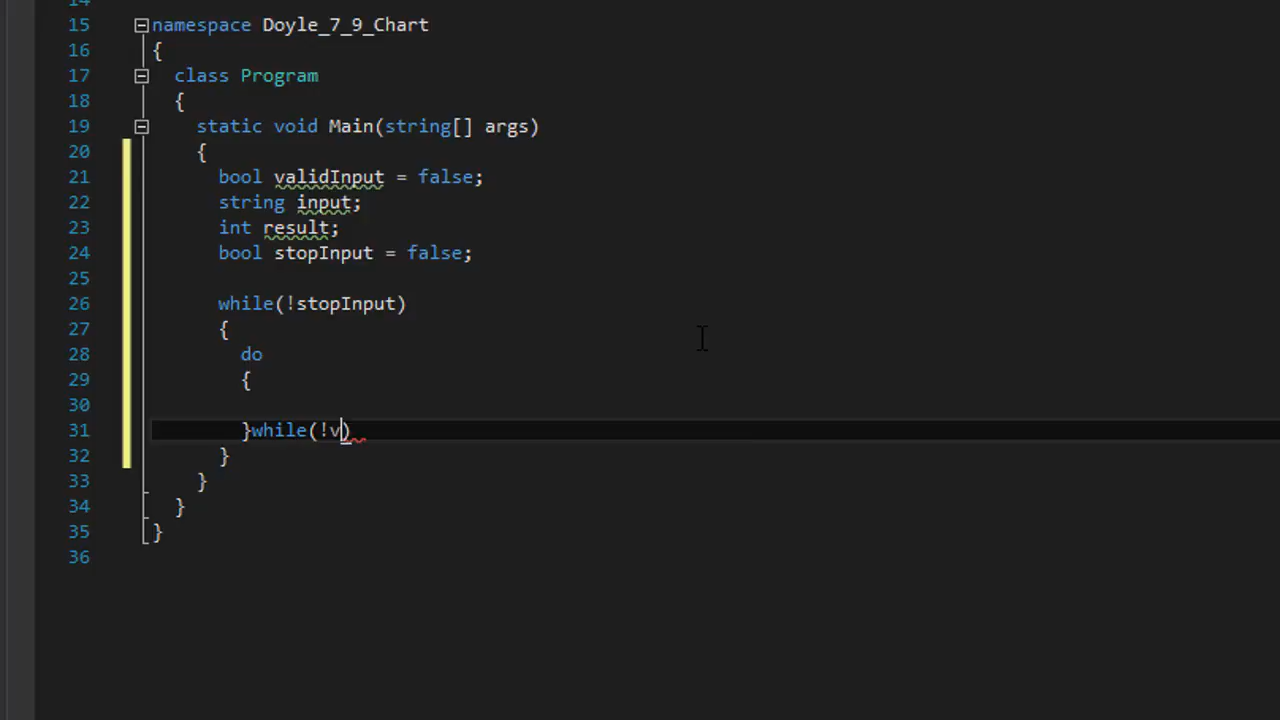 14
15 namespace Doyle_7_9_Chart
16 {
17 class Program
18 {
19 static void Main(string[] args)
20 {
21 bool validInput = false;
22 string input;
23 int result;
24 bool stopInput = false;
25
26 while(!stopInput)
27 {
28 do
29 {
30
31 }while(!v)
32 }
33 }
34 }
35 }
36